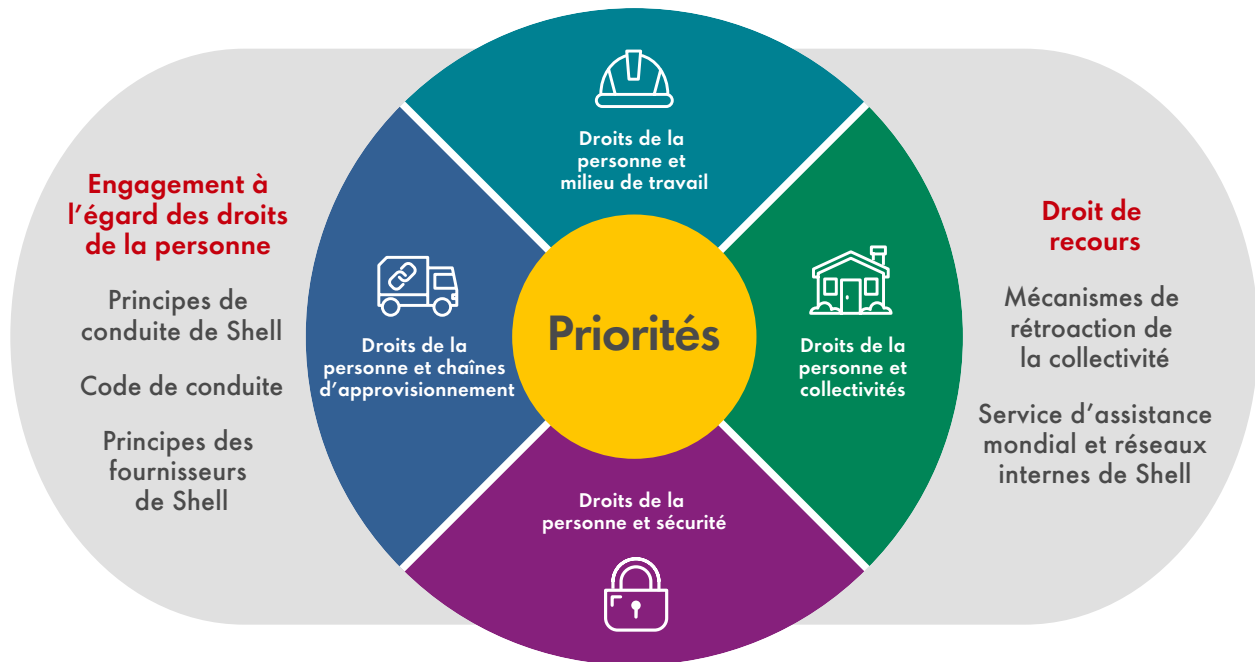 Engagement à
l’égard des droits
de la personne
Principes de
conduite de Shell
Code de conduite
Principes des
fournisseurs
de Shell
Droits de la
personne et
milieu de travail
Droits de la
personne et chaînes
d’approvisionnement
Priorités
Droits de la
personne et
collectivités
Droits de la
personne et sécurité
Droit de
recours
Mécanismes de
rétroaction de
la collectivité
Service d’assistance
mondial et réseaux
internes de Shell